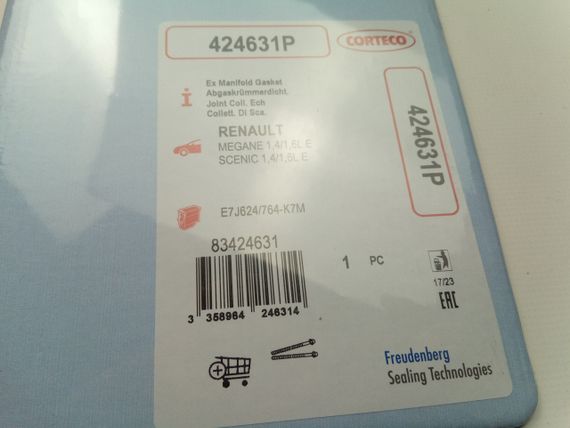 424631P
CORTECO
Ex Manifold Gasket
Abgaskrümmerdicht.
Joint Coll. Ech
Collett. Di Sca.
i
424631P
RENAULT
MEGANE 1,4/1,6L E
SCENIC 1,4/1,6L E
E7J624/764-K7M
83424631
1 PC
17/23
3 358964 246314
EAC
Freudenberg
Sealing Technologies